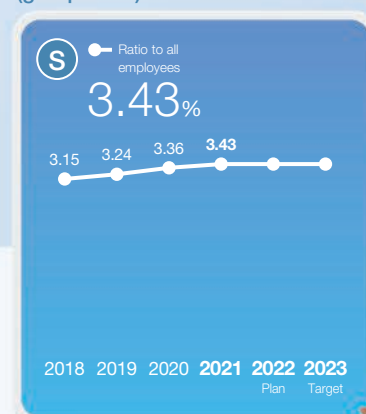 S
Ratio to all
employees
3.43%
3.15 3.24 3.36 3.43
2018 2019 2020 2021 2022 2023
Plan Target